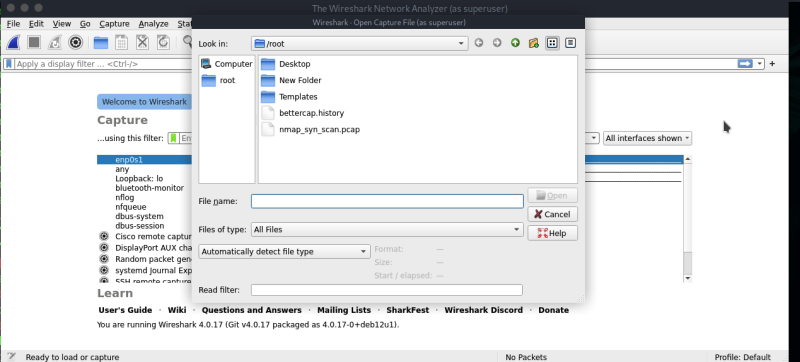 The Wireshark Network Analyzer (as superuser)
Wireshark · Open Capture File (as superuser)
File Edit View Go Capture Analyze
Look in: /root
Apply a display filter ... <Ctrl-/>
Computer
root
Desktop
New Folder
Templates
bettercap.history
nmap_syn_scan.pcap
Welcome to Wireshark
Capture
...using this filter:
All interfaces shown
enp0s1
any
Loopback: lo
bluetooth-monitor
nflog
nfqueue
dbus-system
dbus-session
Cisco remote captur
DisplayPort AUX cha
Random packet gen
systemd Journal Exp
SSH remote captur
File name:
Open
Cancel
Files of type: All Files
Help
Automatically detect file type
Format: —
Size: —
Start / elapsed: —
Read filter:
Learn
User's Guide · Wiki · Questions and Answers · Mailing Lists · SharkFest · Wireshark Discord · Donate
You are running Wireshark 4.0.17 (Git v4.0.17 packaged as 4.0.17-0+deb12u1).
Ready to load or capture
No Packets
Profile: Default